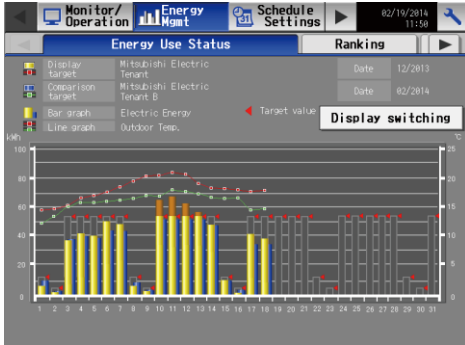 Monitor/ Operation
Energy Mgmt
Schedule Settings
02/19/2014
11:50
Energy Use Status
Ranking
Display target
Mitsubishi Electric Tenant
Date 12/2013
Comparison target
Mitsubishi Electric Tenant B
Date 02/2014
Bar graph Electric Energy
Target value
Line graph Outdoor Temp.
Display switching
kWh
℃
100 25
80 20
60 15
40 10
20 5
0 0
1 2 3 4 5 6 7 8 9 10 11 12 13 14 15 16 17 18 19 20 21 22 23 24 25 26 27 28 29 30 31